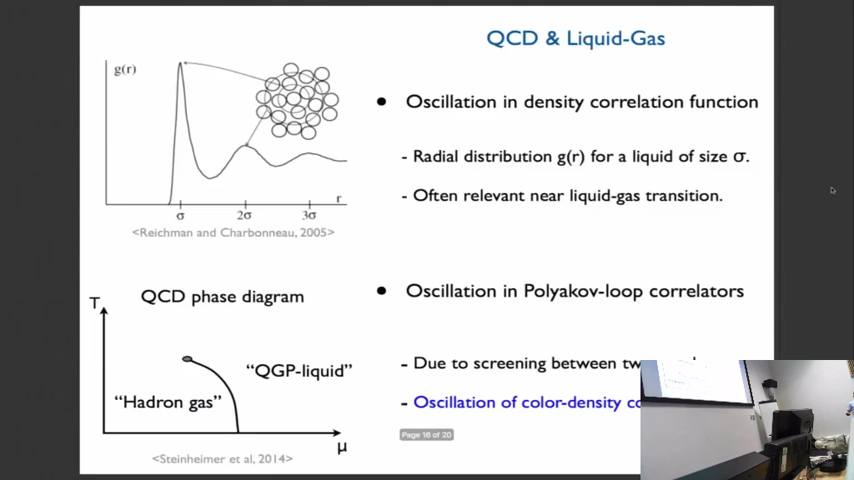 QCD & Liquid-Gas
g(r)
r
σ 2σ 3σ
<Reichman and Charbonneau, 2005>
● Oscillation in density correlation function
- Radial distribution g(r) for a liquid of size σ.
- Often relevant near liquid-gas transition.
QCD phase diagram
T
"QGP-liquid"
"Hadron gas"
μ
<Steinheimer et al, 2014>
● Oscillation in Polyakov-loop correlators
- Due to screening between
- Oscillation of color-density
Page 16 of 20